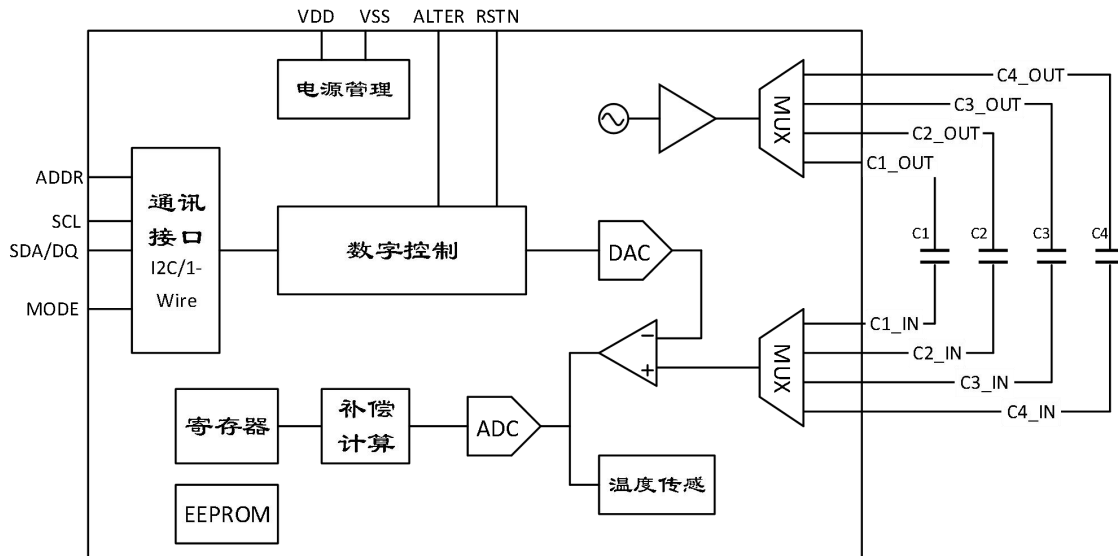 VDD VSS ALTER RSTN
电源管理
C4_OUT
C3_OUT
C2_OUT
C1_OUT
MUX
ADDR
SCL
SDA/DQ
MODE
通讯
接口
I2C/1-
Wire
数字控制
DAC
C1 C2 C3 C4
C1_IN
C2_IN
C3_IN
C4_IN
MUX
−
+
寄存器
补偿
计算
ADC
温度传感
EEPROM